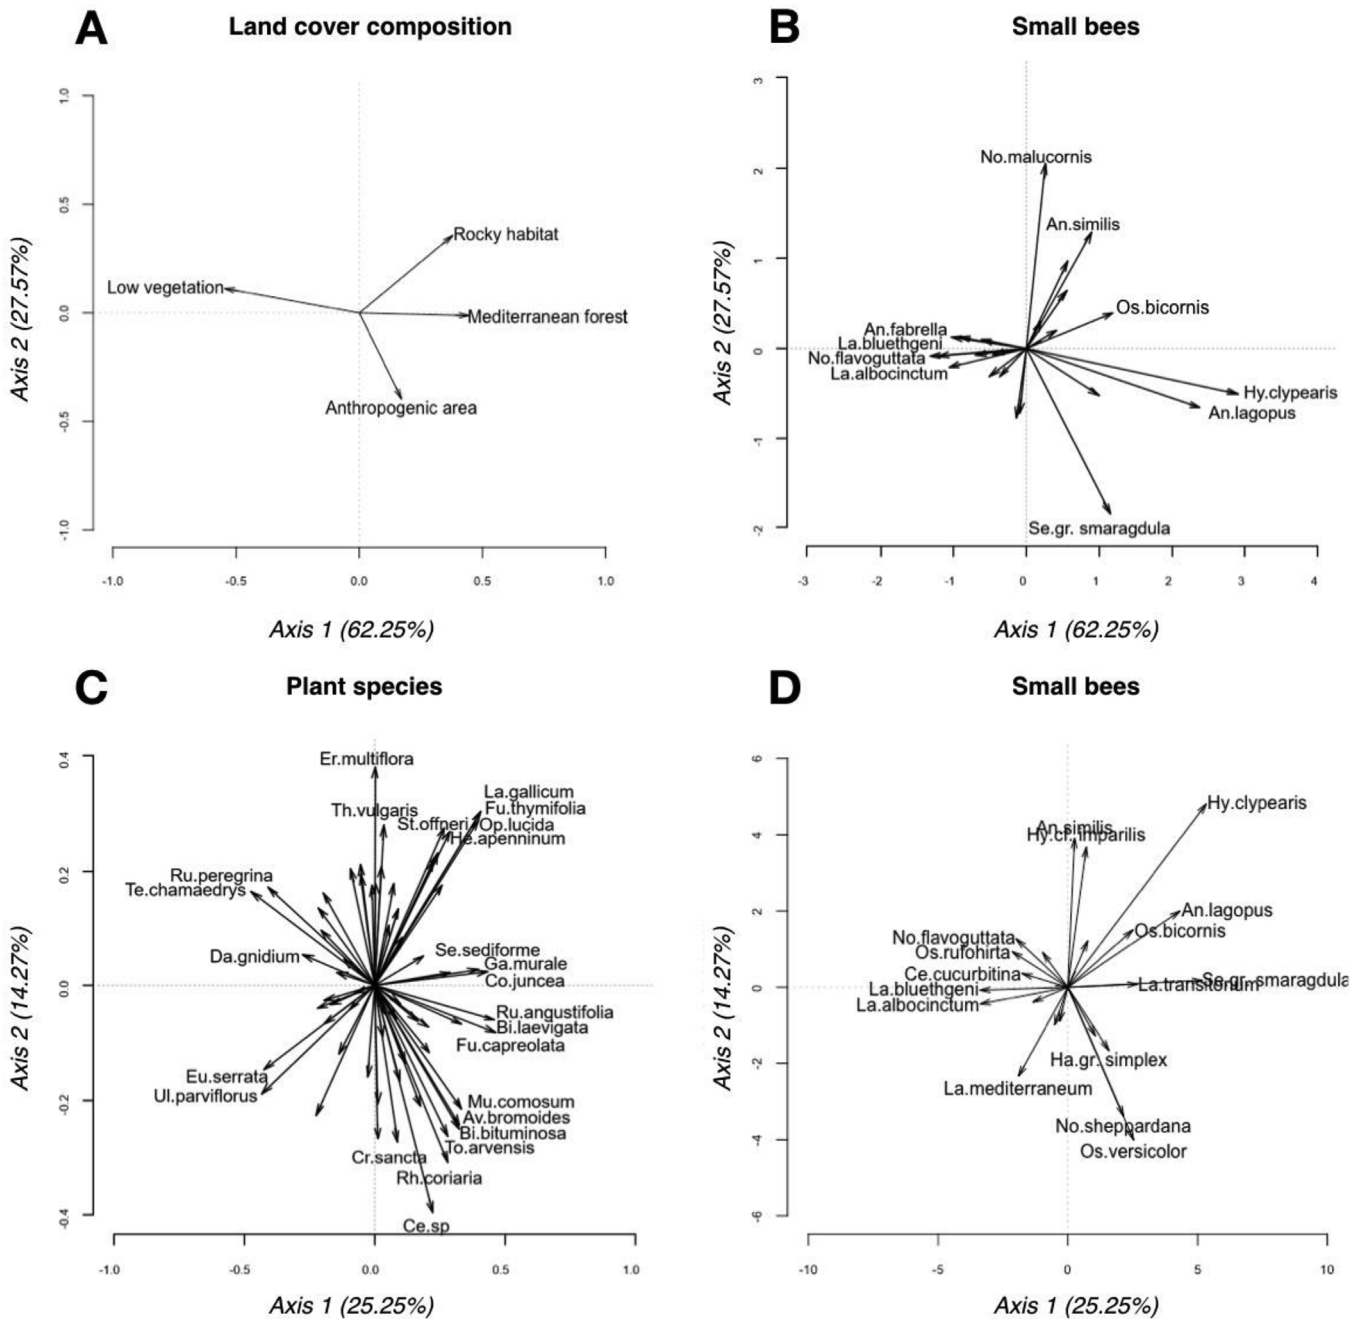 A
Land cover composition
1.0
0.5
0.0
-0.5
-1.0
Axis 2 (27.57%)
Rocky habitat
Low vegetation
Mediterranean forest
Anthropogenic area
-1.0 -0.5 0.0 0.5 1.0
Axis 1 (62.25%)
B
Small bees
3
2
1
0
-1
-2
Axis 2 (27.57%)
No.malucornis
An.similis
Os.bicornis
An.fabrella
La.bluethgeni
No.flavoguttata
La.albocinctum
Hy.clypearis
An.lagopus
Se.gr. smaragdula
-3 -2 -1 0 1 2 3 4
Axis 1 (62.25%)
C
Plant species
0.4
0.2
0.0
-0.2
-0.4
Axis 2 (14.27%)
Er.multiflora
La.gallicum
Th.vulgaris
Fu.thymifolia
St.offneri
Op.lucida
He.apenninum
Ru.peregrina
Te.chamaedrys
Da.gnidium
Se.sediforme
Ga.murale
Co.juncea
Ru.angustifolia
Bi.laevigata
Fu.capreolata
Eu.serrata
Ul.parviflorus
Mu.comosum
Av.bromoides
Bi.bituminosa
To.arvensis
Cr.sancta
Rh.coriaria
Ce.sp
-1.0 -0.5 0.0 0.5 1.0
Axis 1 (25.25%)
D
Small bees
6
4
2
0
-2
-4
-6
Axis 2 (14.27%)
Hy.clypearis
An.similis
Hy.cf. imparilis
An.lagopus
Os.bicornis
No.flavoguttata
Os.rufohirta
Ce.cucurbitina
La.bluethgeni
La.albocinctum
La.transitorium
Se.gr. smaragdula
Ha.gr. simplex
La.mediterraneum
No.sheppardana
Os.versicolor
-10 -5 0 5 10
Axis 1 (25.25%)